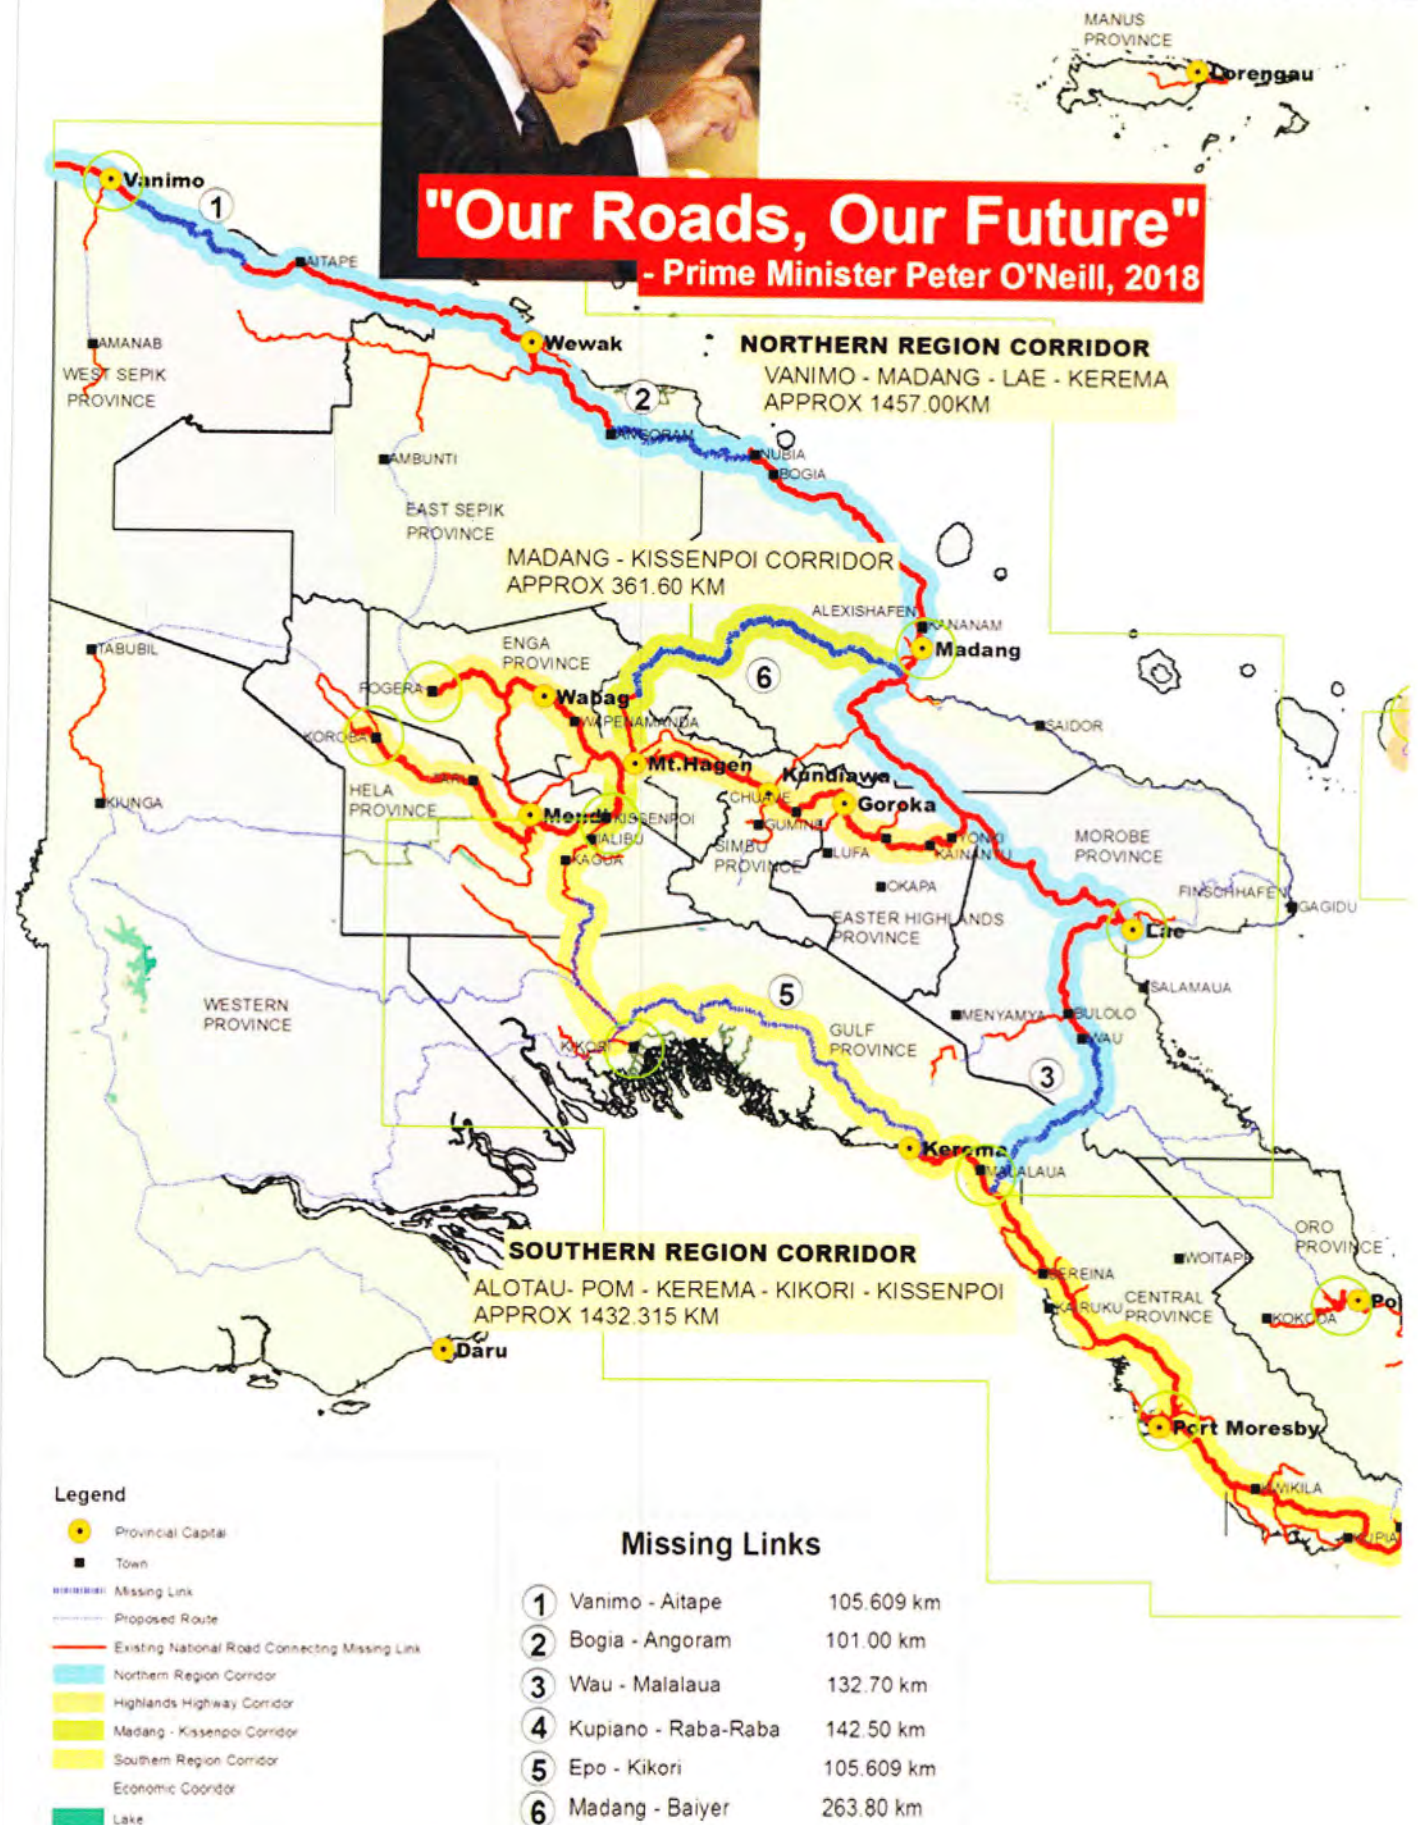 MANUS
PROVINCE
Lorengau
Vanimo
1
"Our Roads, Our Future"
- Prime Minister Peter O'Neill, 2018
AITAPE
AMANAB
WEST SEPIK
PROVINCE
Wewak
NORTHERN REGION CORRIDOR
VANIMO - MADANG - LAE - KEREMA
APPROX 1457.00KM
2
ANGORAM
NUBIA
BOGIA
AMBUNTI
EAST SEPIK
PROVINCE
MADANG - KISSENPOI CORRIDOR
APPROX 361.60 KM
ALEXISHAFEN
KANANAM
Madang
TABUBIL
ENGA
PROVINCE
6
POGERA
Wabag
WAPENAMANDA
SAIDOR
KOROBA
Mt.Hagen
Kundiawa
HELA
PROVINCE
KIUNGA
CHUAVE
Goroka
Mendi
KISSENPOI
IALIBU
GUMINE
SIMBU
PROVINCE
YONKI
KAINANTU
MOROBE
PROVINCE
KAGUA
LUFA
OKAPA
FINSCHHAFEN
GAGIDU
EASTER HIGHLANDS
PROVINCE
Lae
WESTERN
PROVINCE
5
SALAMAUA
MENYAMYA
BULOLO
WAU
GULF
PROVINCE
KIKORI
3
Kerema
MALALAUA
ORO
PROVINCE
SOUTHERN REGION CORRIDOR
ALOTAU- POM - KEREMA - KIKORI - KISSENPOI
APPROX 1432.315 KM
WOITAPE
BEREINA
KAIRUKU
CENTRAL
PROVINCE
KOKODA
Po
Daru
Port Moresby
KWIKILA
KUPIA
Legend
Provincial Capital
Town
Missing Link
Proposed Route
Existing National Road Connecting Missing Link
Northern Region Corridor
Highlands Highway Corridor
Madang - Kissenpoi Corridor
Southern Region Corridor
Economic Cooridor
Lake
Missing Links
1 Vanimo - Aitape 105.609 km
2 Bogia - Angoram 101.00 km
3 Wau - Malalaua 132.70 km
4 Kupiano - Raba-Raba 142.50 km
5 Epo - Kikori 105.609 km
6 Madang - Baiyer 263.80 km